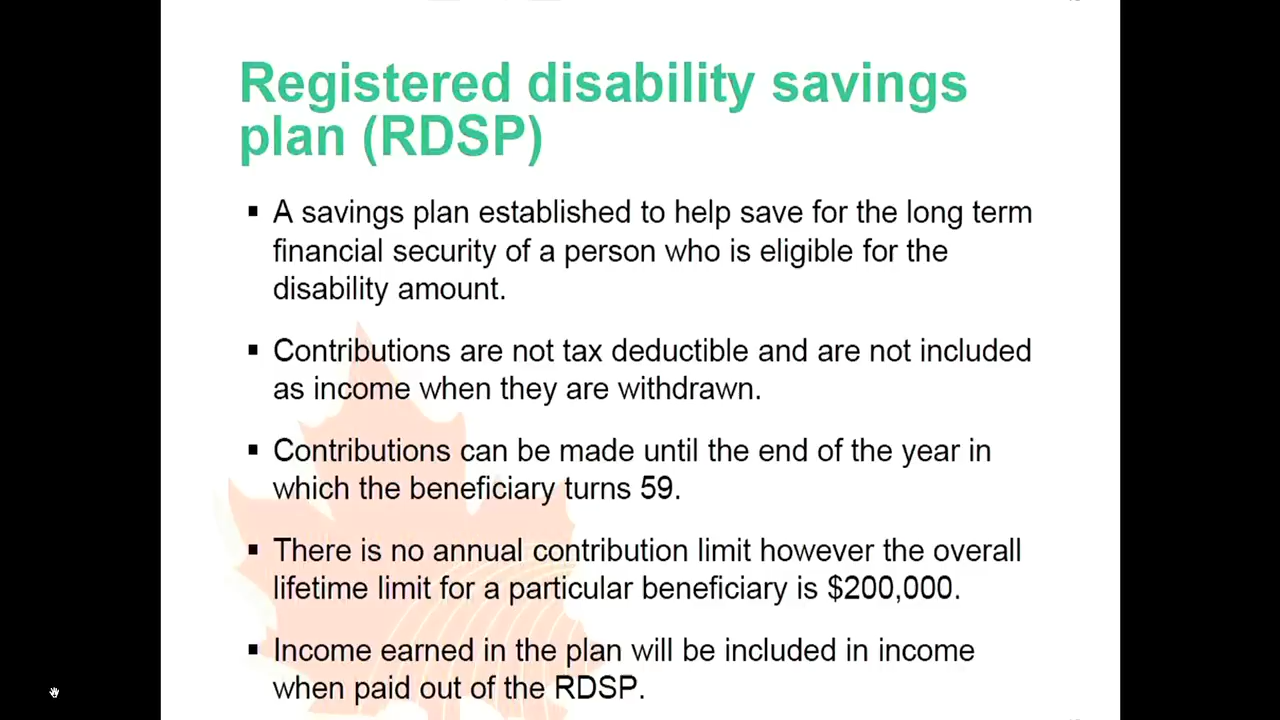 Registered disability savings
plan (RDSP)
▪ A savings plan established to help save for the long term
financial security of a person who is eligible for the
disability amount.
▪ Contributions are not tax deductible and are not included
as income when they are withdrawn.
▪ Contributions can be made until the end of the year in
which the beneficiary turns 59.
▪ There is no annual contribution limit however the overall
lifetime limit for a particular beneficiary is $200,000.
▪ Income earned in the plan will be included in income
when paid out of the RDSP.